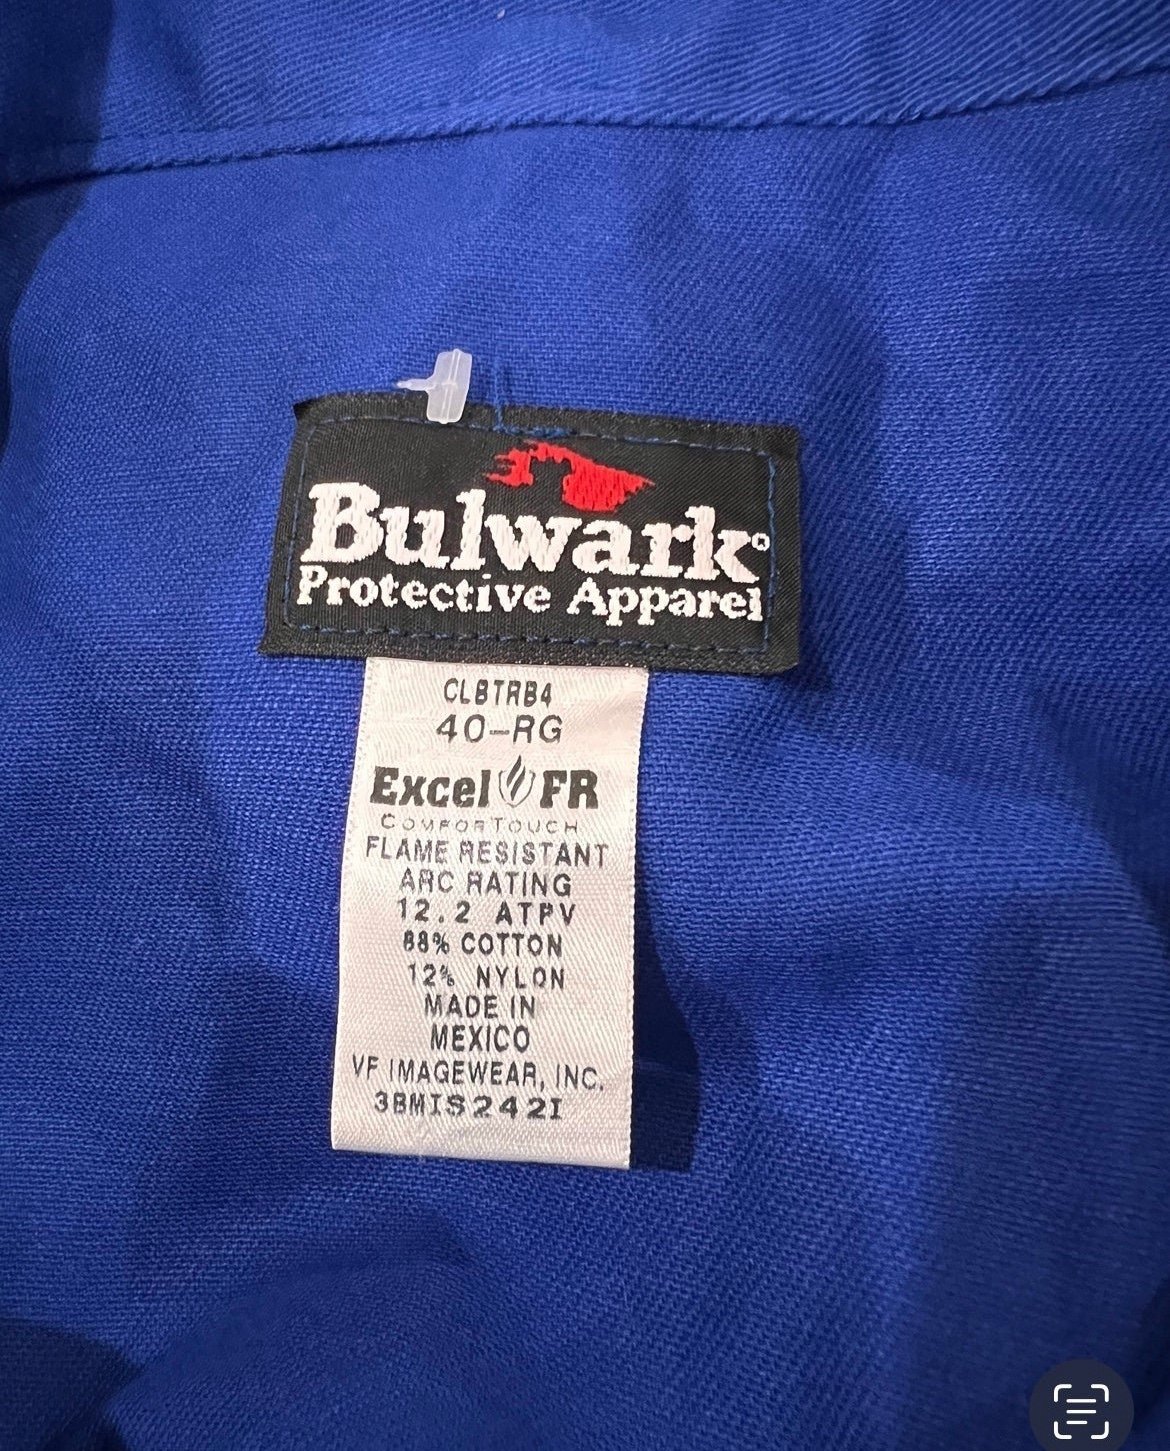 Bulwark®
Protective Apparel
CLBTRB4
40-RG
Excel FR
COMFORTOUCH
FLAME RESISTANT
ARC RATING
12.2 ATPV
88% COTTON
12% NYLON
MADE IN
MEXICO
VF IMAGEWEAR, INC.
3BMIS242I